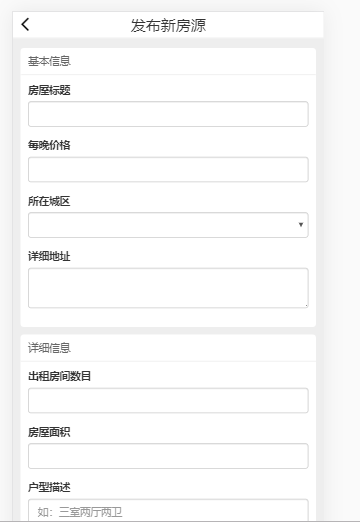 发布新房源
基本信息
房屋标题
每晚价格
所在城区
详细地址
详细信息
出租房间数目
房屋面积
户型描述
如：三室两厅两卫